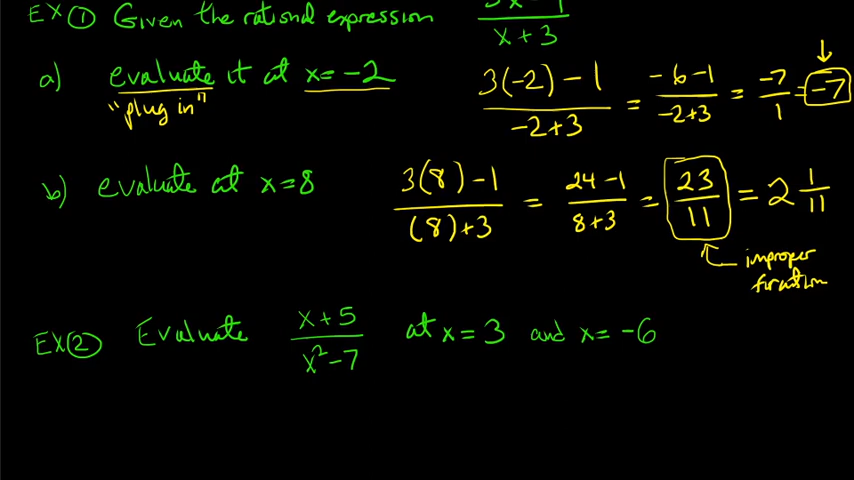 EX ① Given the rational expression (3x-1)/(x+3)
a) evaluate it at x = -2
"plug in"
(3(-2) - 1)/(-2+3) = (-6-1)/(-2+3) = -7/1 = -7
b) evaluate at x=8
(3(8) - 1)/((8)+3) = (24-1)/(8+3) = 23/11 = 2 1/11
improper
fraction
EX② Evaluate (x+5)/(x²-7) at x=3 and x=-6